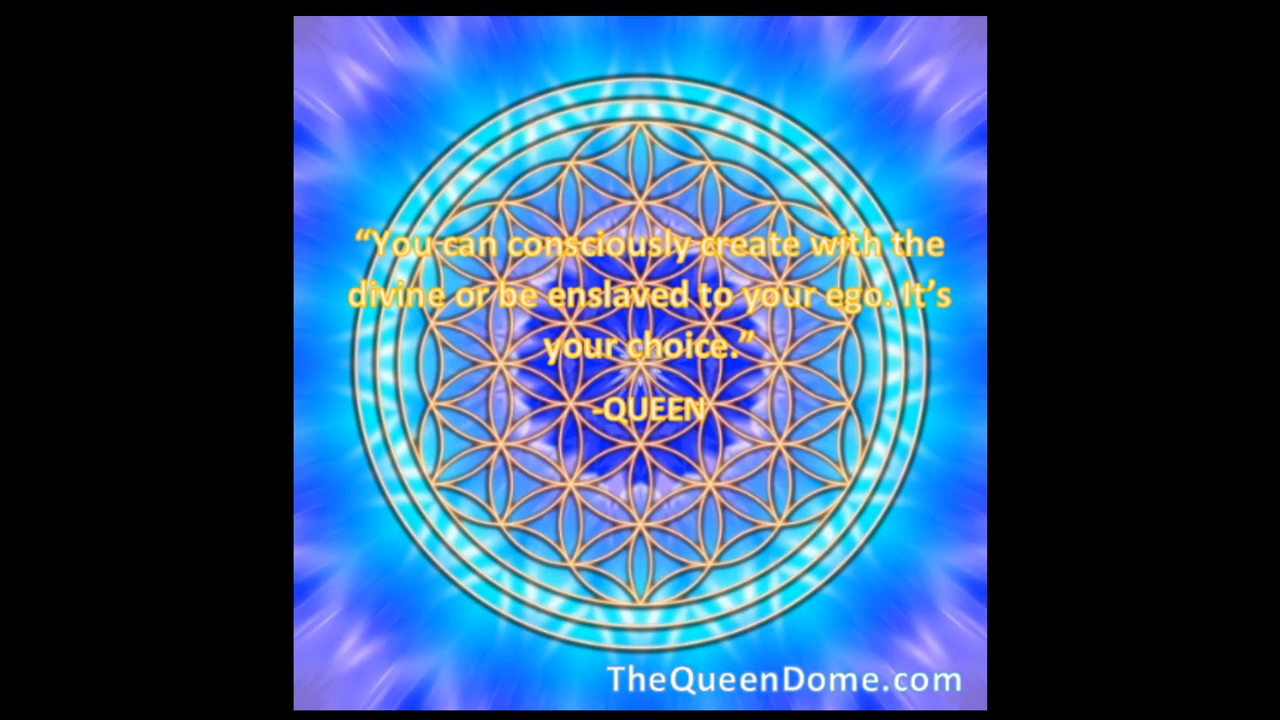 “You can consciously create with the
divine or be enslaved to your ego. It’s
your choice.”
-QUEEN
TheQueenDome.com